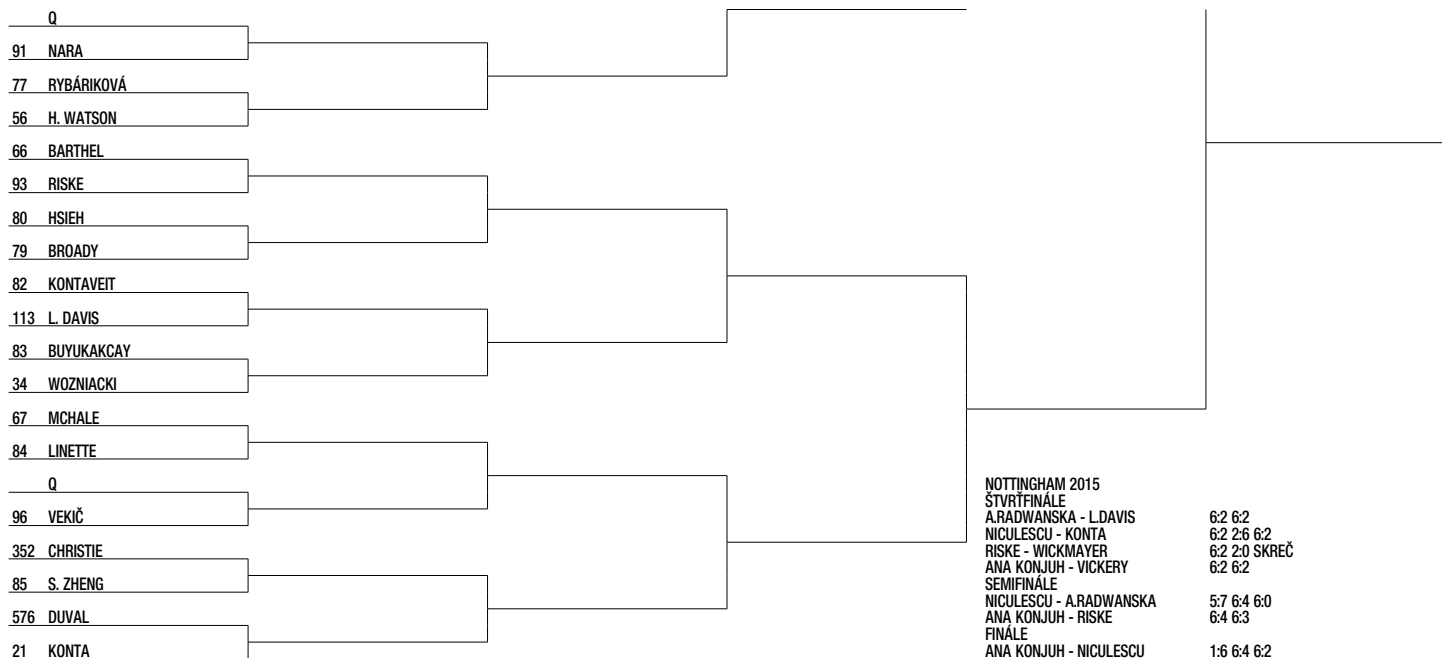 Q
91 NARA
77 RYBÁRIKOVÁ
56 H. WATSON
66 BARTHEL
93 RISKE
80 HSIEH
79 BROADY
82 KONTAVEIT
113 L. DAVIS
83 BUYUKAKCAY
34 WOZNIACKI
67 MCHALE
84 LINETTE
Q
96 VEKIČ
352 CHRISTIE
85 S. ZHENG
576 DUVAL
21 KONTA
NOTTINGHAM 2015
ŠTVRŤFINÁLE
A.RADWANSKA - L.DAVIS 6:2 6:2
NICULESCU - KONTA 6:2 2:6 6:2
RISKE - WICKMAYER 6:2 2:0 SKREČ
ANA KONJUH - VICKERY 6:2 6:2
SEMIFINÁLE
NICULESCU - A.RADWANSKA 5:7 6:4 6:0
ANA KONJUH - RISKE 6:4 6:3
FINÁLE
ANA KONJUH - NICULESCU 1:6 6:4 6:2